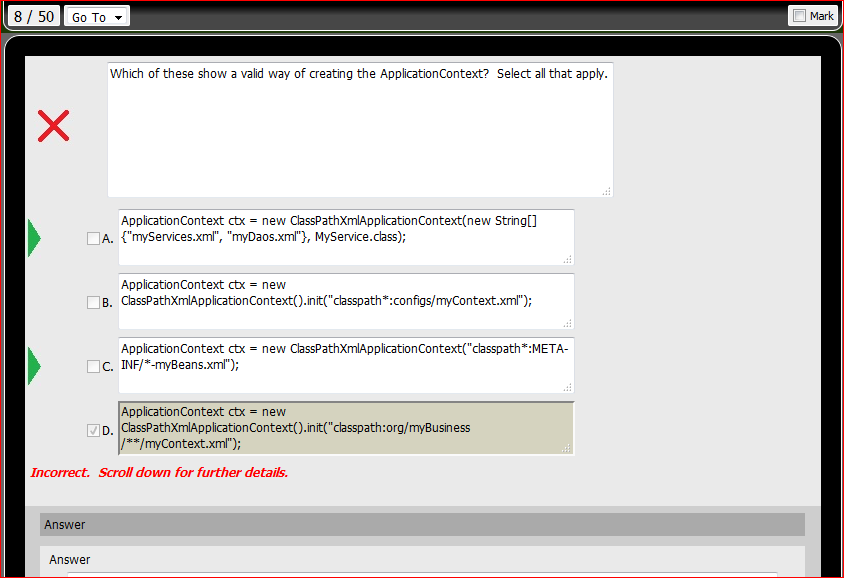 8 / 50
Go To
Mark
Which of these show a valid way of creating the ApplicationContext?  Select all that apply.
A.
ApplicationContext ctx = new ClassPathXmlApplicationContext(new String[]
{"myServices.xml", "myDaos.xml"}, MyService.class);
B.
ApplicationContext ctx = new
ClassPathXmlApplicationContext().init("classpath*:configs/myContext.xml");
C.
ApplicationContext ctx = new ClassPathXmlApplicationContext("classpath*:META-
INF/*-myBeans.xml");
D.
ApplicationContext ctx = new
ClassPathXmlApplicationContext().init("classpath:org/myBusiness
/**/myContext.xml");
Incorrect.  Scroll down for further details.
Answer
Answer